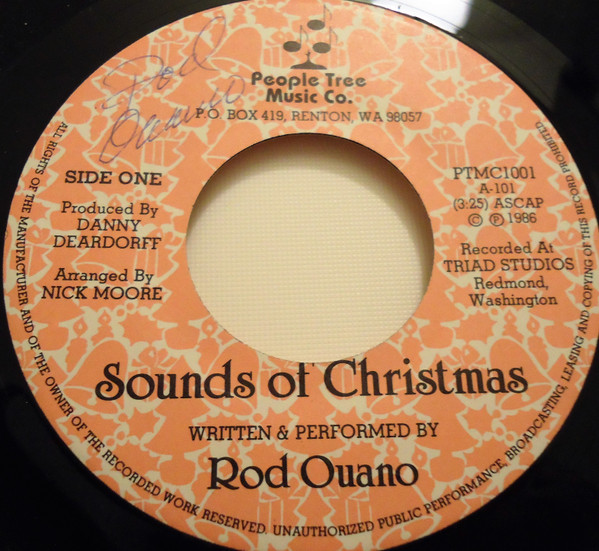 Rod
Ouano
People Tree
Music Co.
P.O. BOX 419, RENTON, WA 98057
SIDE ONE
Produced By
DANNY
DEARDORFF
Arranged By
NICK MOORE
PTMC1001
A-101
(3:25) ASCAP
© ℗ 1986
Recorded At
TRIAD STUDIOS
Redmond,
Washington
Sounds of Christmas
WRITTEN & PERFORMED BY
Rod Ouano
ALL RIGHTS OF THE MANUFACTURER AND OF THE OWNER OF THE RECORDED WORK RESERVED. UNAUTHORIZED PUBLIC PERFORMANCE, BROADCASTING, LEASING AND COPYING OF THIS RECORD PROHIBITED.